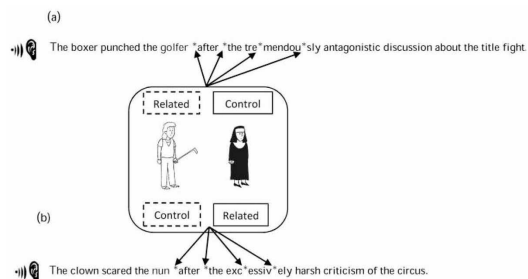 (a)
The boxer punched the golfer *after *the tre*mendou*sly antagonistic discussion about the title fight.
Related Control
Control Related
(b)
The clown scared the nun *after *the exc*essiv*ely harsh criticism of the circus.